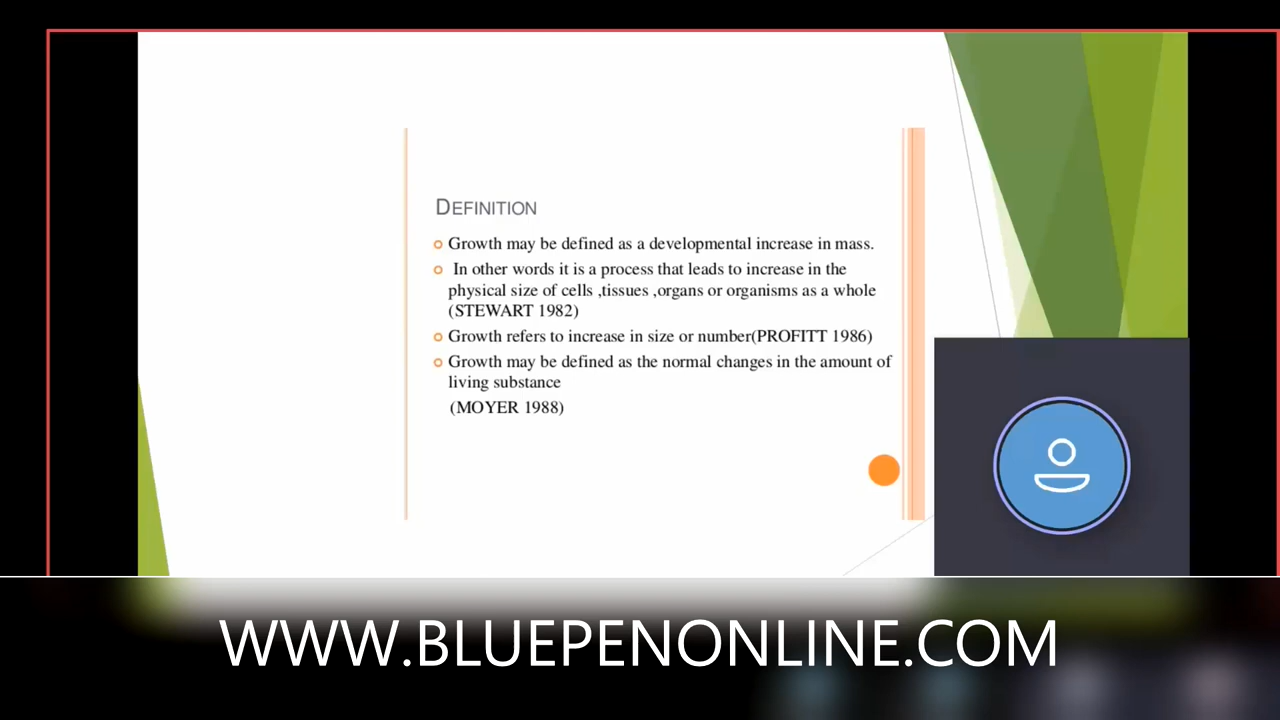 DEFINITION
Growth may be defined as a developmental increase in mass.
In other words it is a process that leads to increase in the
physical size of cells ,tissues ,organs or organisms as a whole
(STEWART 1982)
Growth refers to increase in size or number(PROFITT 1986)
Growth may be defined as the normal changes in the amount of
living substance
(MOYER 1988)
WWW.BLUEPENONLINE.COM